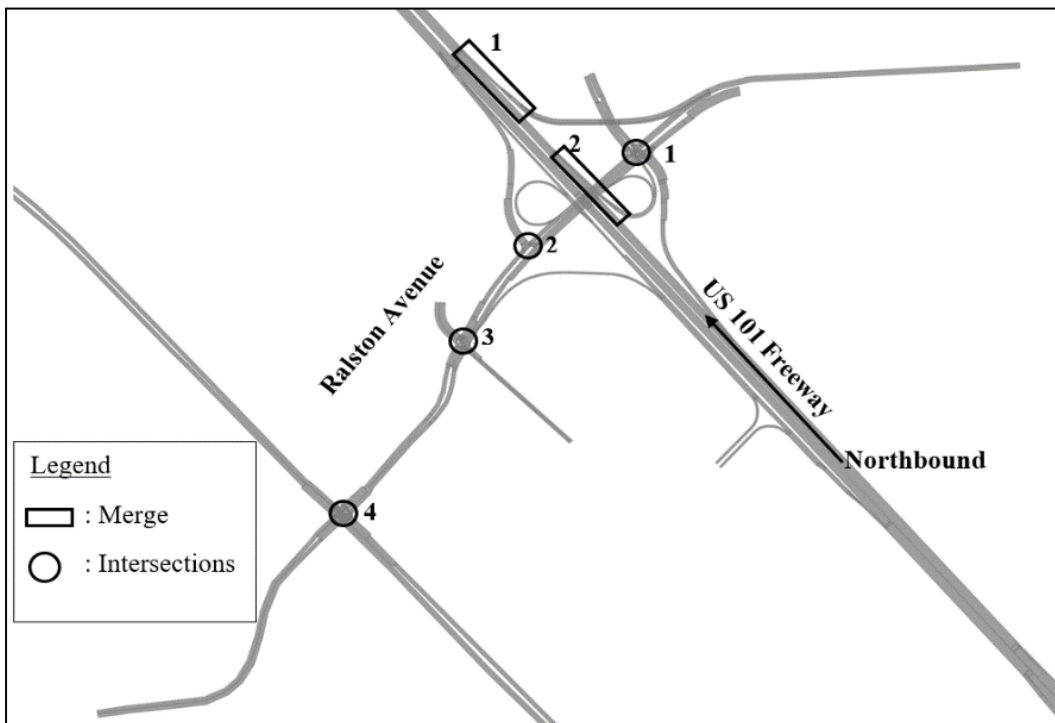 1
2
1
2
Ralston Avenue
US 101 Freeway
3
Northbound
4
Legend
: Merge
: Intersections